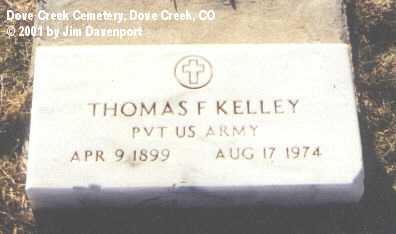 Dove Creek Cemetery, Dove Creek, CO
© 2001 by Jim Davenport
THOMAS F KELLEY
PVT US ARMY
APR 9 1899 AUG 17 1974